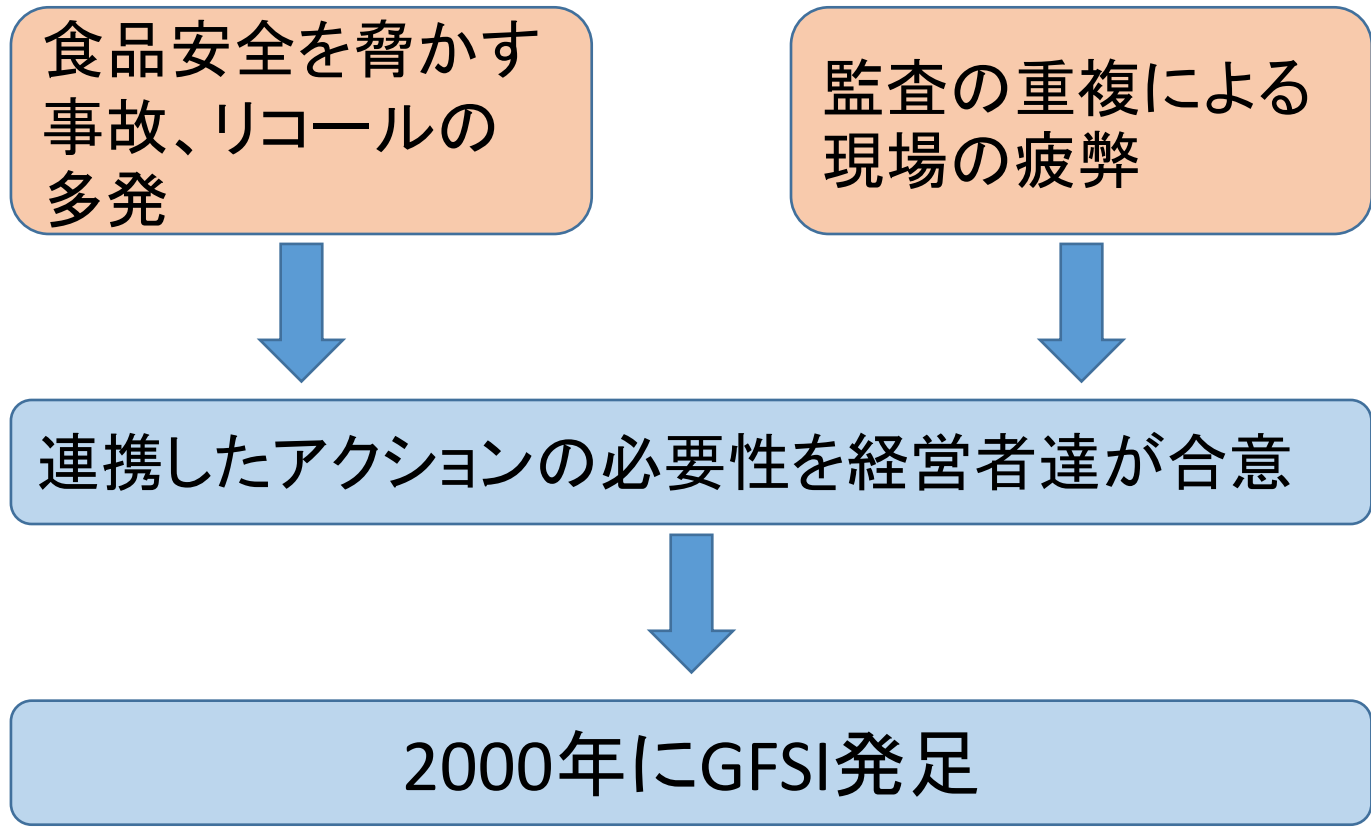 食品安全を脅かす
事故、リコールの
多発
監査の重複による
現場の疲弊
連携したアクションの必要性を経営者達が合意
2000年にGFSI発足